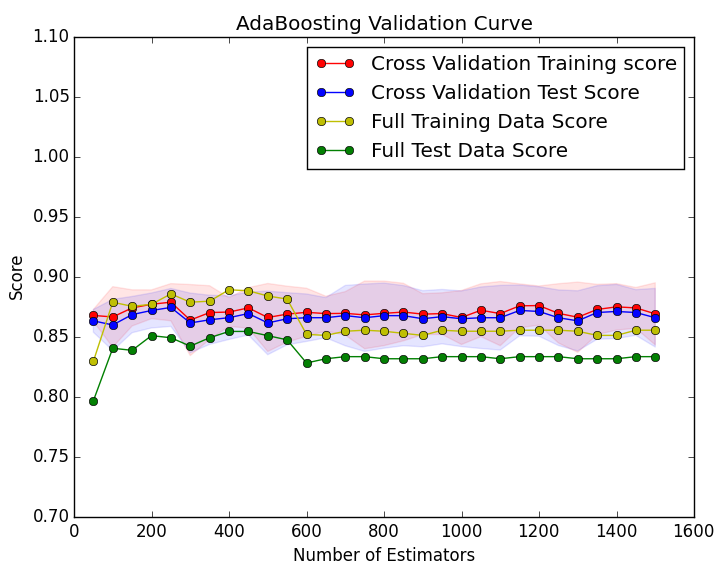 AdaBoosting Validation Curve
1.10
1.05
1.00
0.95
0.90
0.85
0.80
0.75
0.70
Score
Cross Validation Training score
Cross Validation Test Score
Full Training Data Score
Full Test Data Score
0 200 400 600 800 1000 1200 1400 1600
Number of Estimators